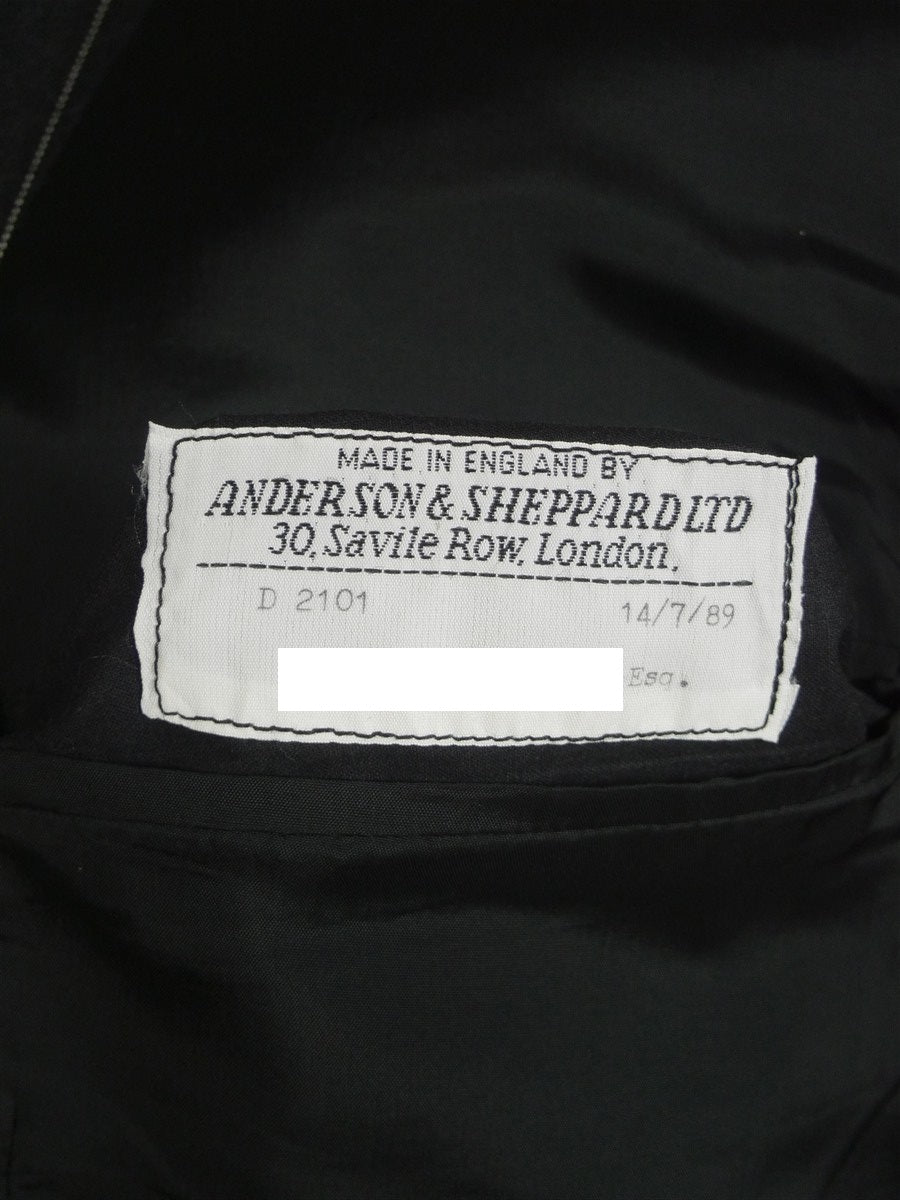 MADE IN ENGLAND BY
ANDERSON & SHEPPARD LTD
30, Savile Row, London.
D 2101 14/7/89
Esq.